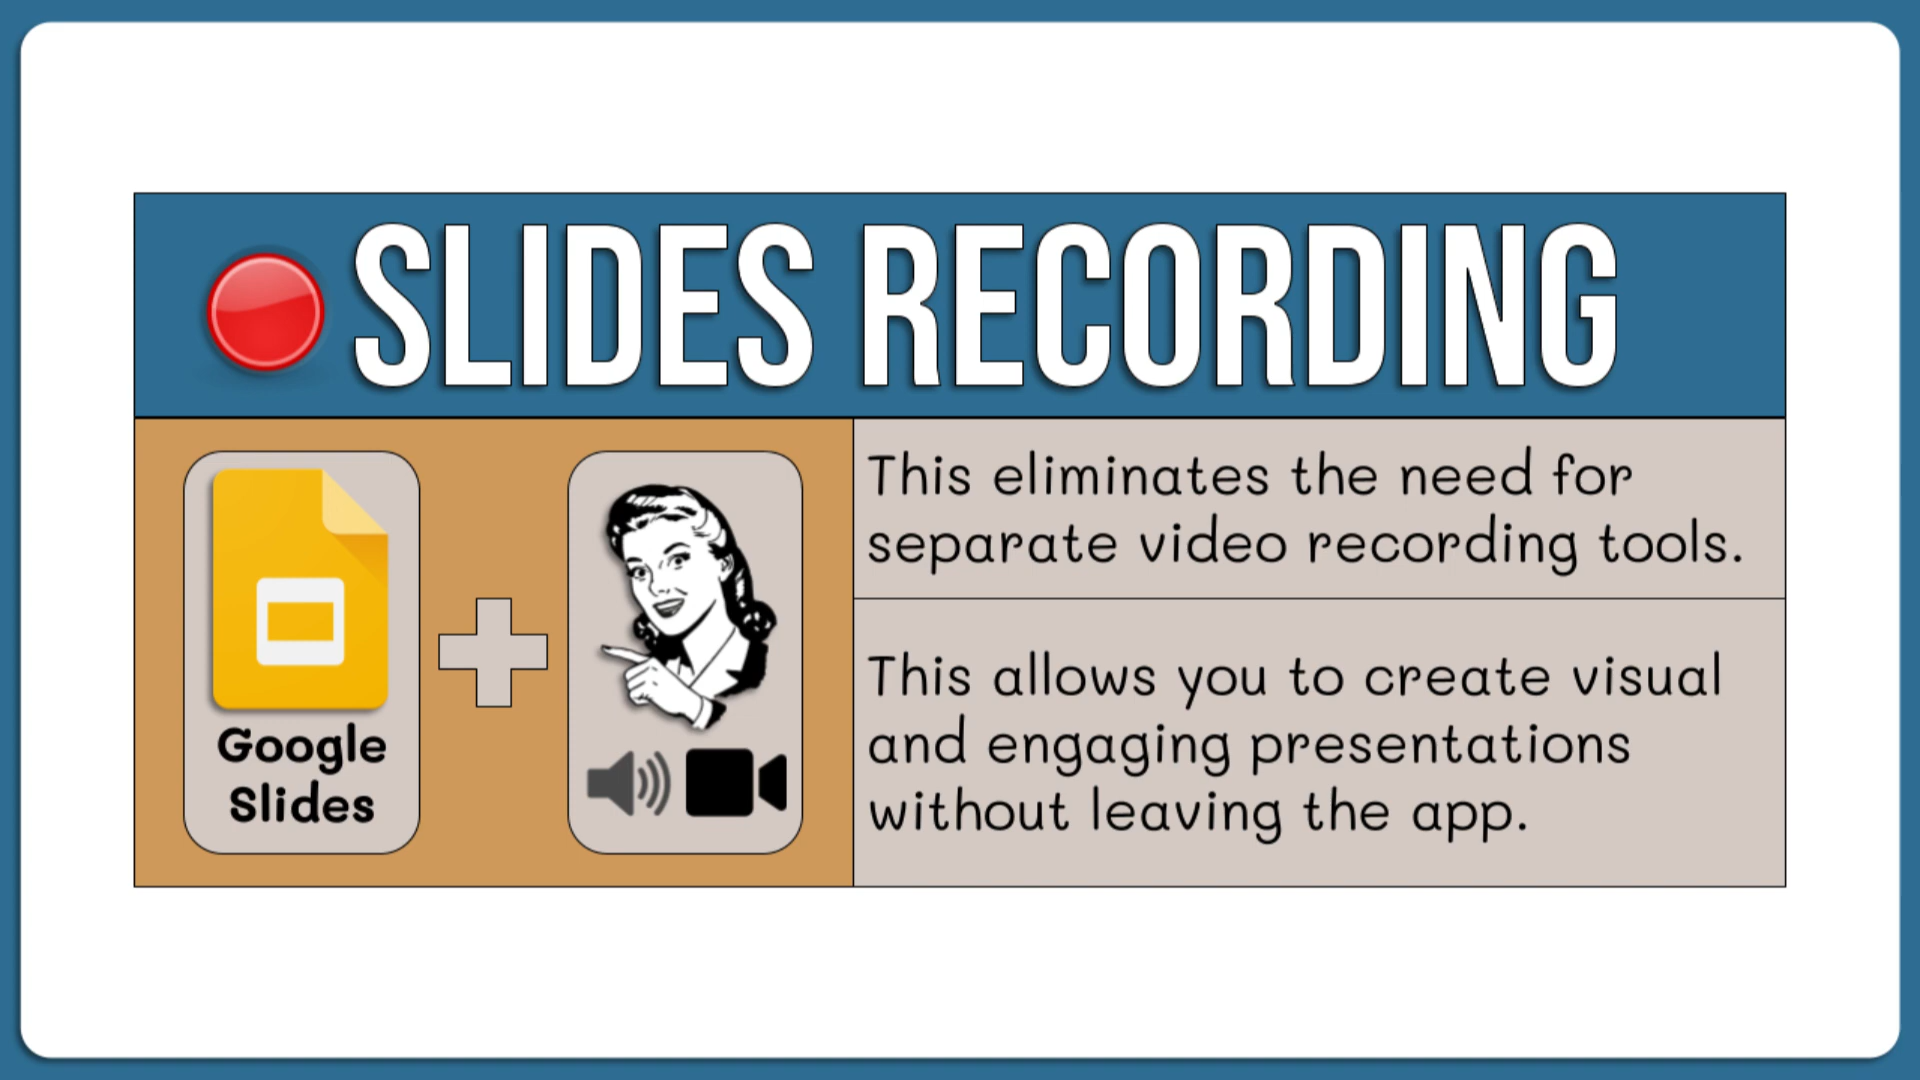 SLIDES RECORDING
Google
Slides
This eliminates the need for
separate video recording tools.
This allows you to create visual
and engaging presentations
without leaving the app.